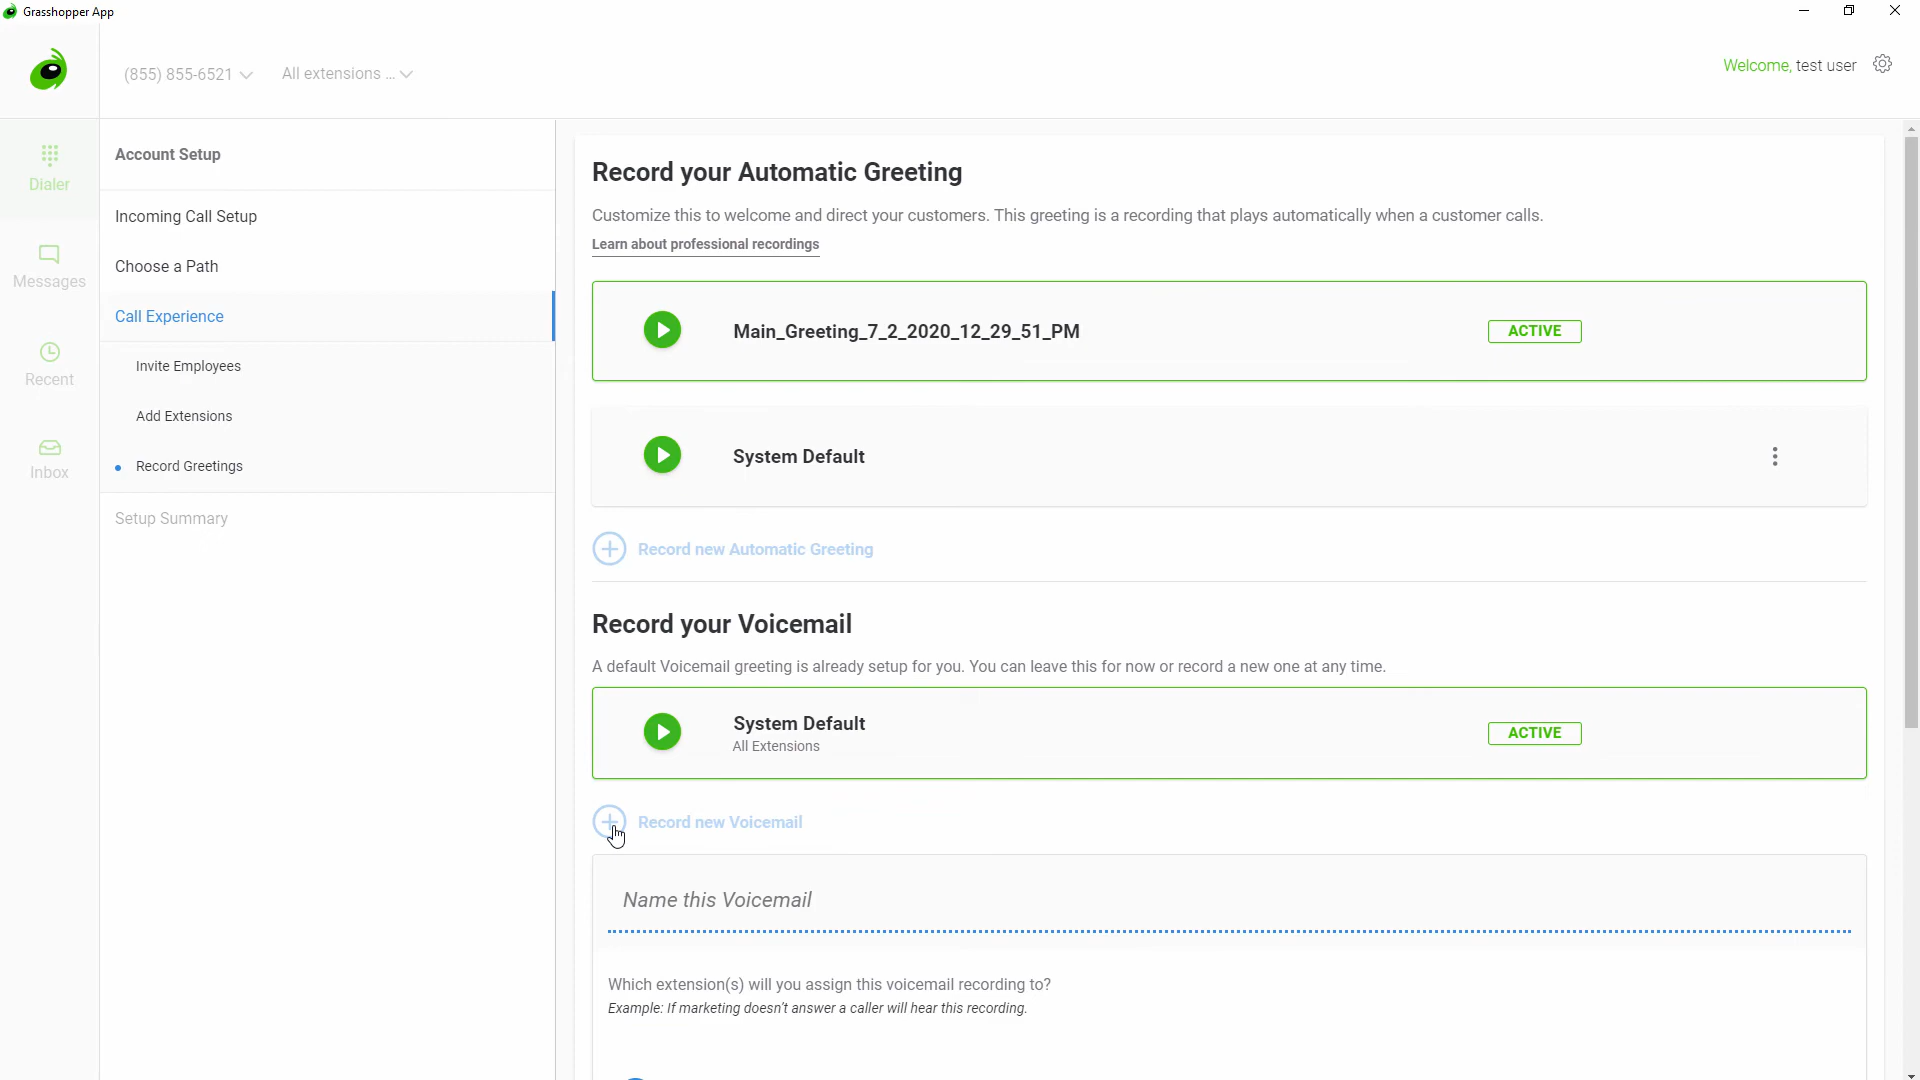 Grasshopper App
(855) 855-6521
All extensions ...
Welcome, test user
Dialer
Messages
Recent
Inbox
Account Setup
Incoming Call Setup
Choose a Path
Call Experience
Invite Employees
Add Extensions
Record Greetings
Setup Summary
Record your Automatic Greeting
Customize this to welcome and direct your customers. This greeting is a recording that plays automatically when a customer calls.
Learn about professional recordings
Main_Greeting_7_2_2020_12_29_51_PM
ACTIVE
System Default
Record new Automatic Greeting
Record your Voicemail
A default Voicemail greeting is already setup for you. You can leave this for now or record a new one at any time.
System Default
All Extensions
ACTIVE
Record new Voicemail
Name this Voicemail
Which extension(s) will you assign this voicemail recording to?
Example: If marketing doesn't answer a caller will hear this recording.